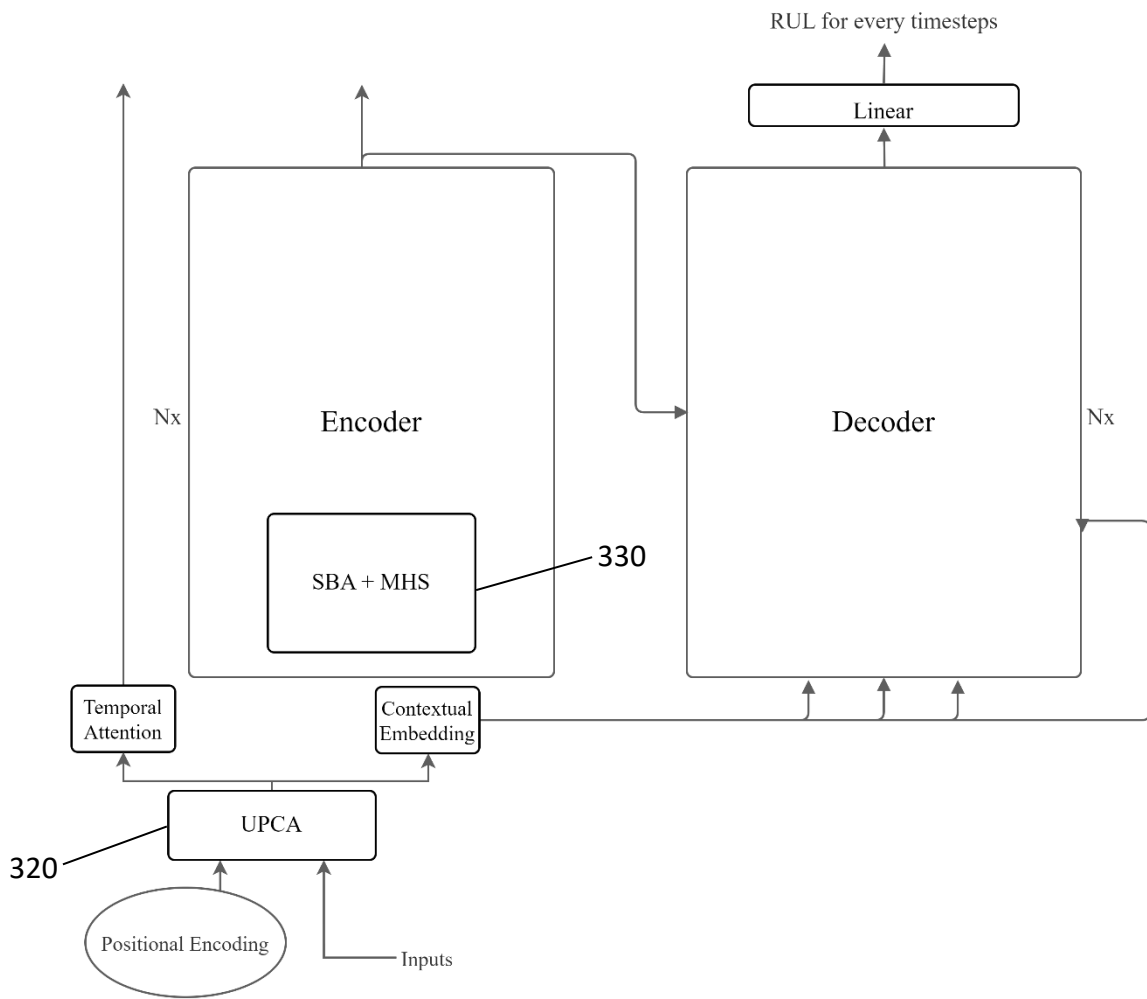 RUL for every timesteps
Linear
Nx
Encoder
Decoder
Nx
SBA + MHS
330
Temporal
Attention
Contextual
Embedding
UPCA
320
Positional Encoding
Inputs